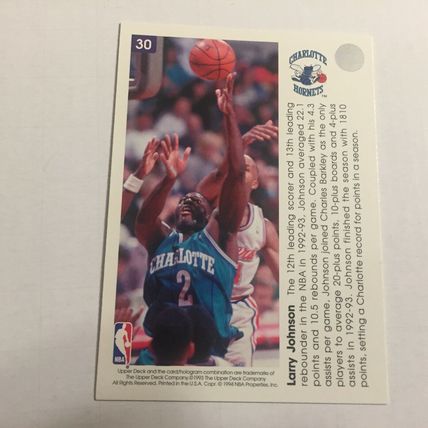 30
CHARLOTTE
HORNETS
TM
CHARLOTTE
2
NBA
Larry Johnson The 12th leading scorer and 13th leading
rebounder in the NBA in 1992-93, Johnson averaged 22.1
points and 10.5 rebounds per game. Coupled with his 4.3
assists per game, Johnson joined Charles Barkley as the only
players to average 20-plus points, 10-plus boards and 4-plus
assists in 1992-93. Johnson finished the season with 1810
points, setting a Charlotte record for points in a season.
Upper Deck and the card/hologram combination are trademarks of
The Upper Deck Company. ©1993 The Upper Deck Company
All Rights Reserved. Printed in the U.S.A. Copr. © 1994 NBA Properties, Inc.